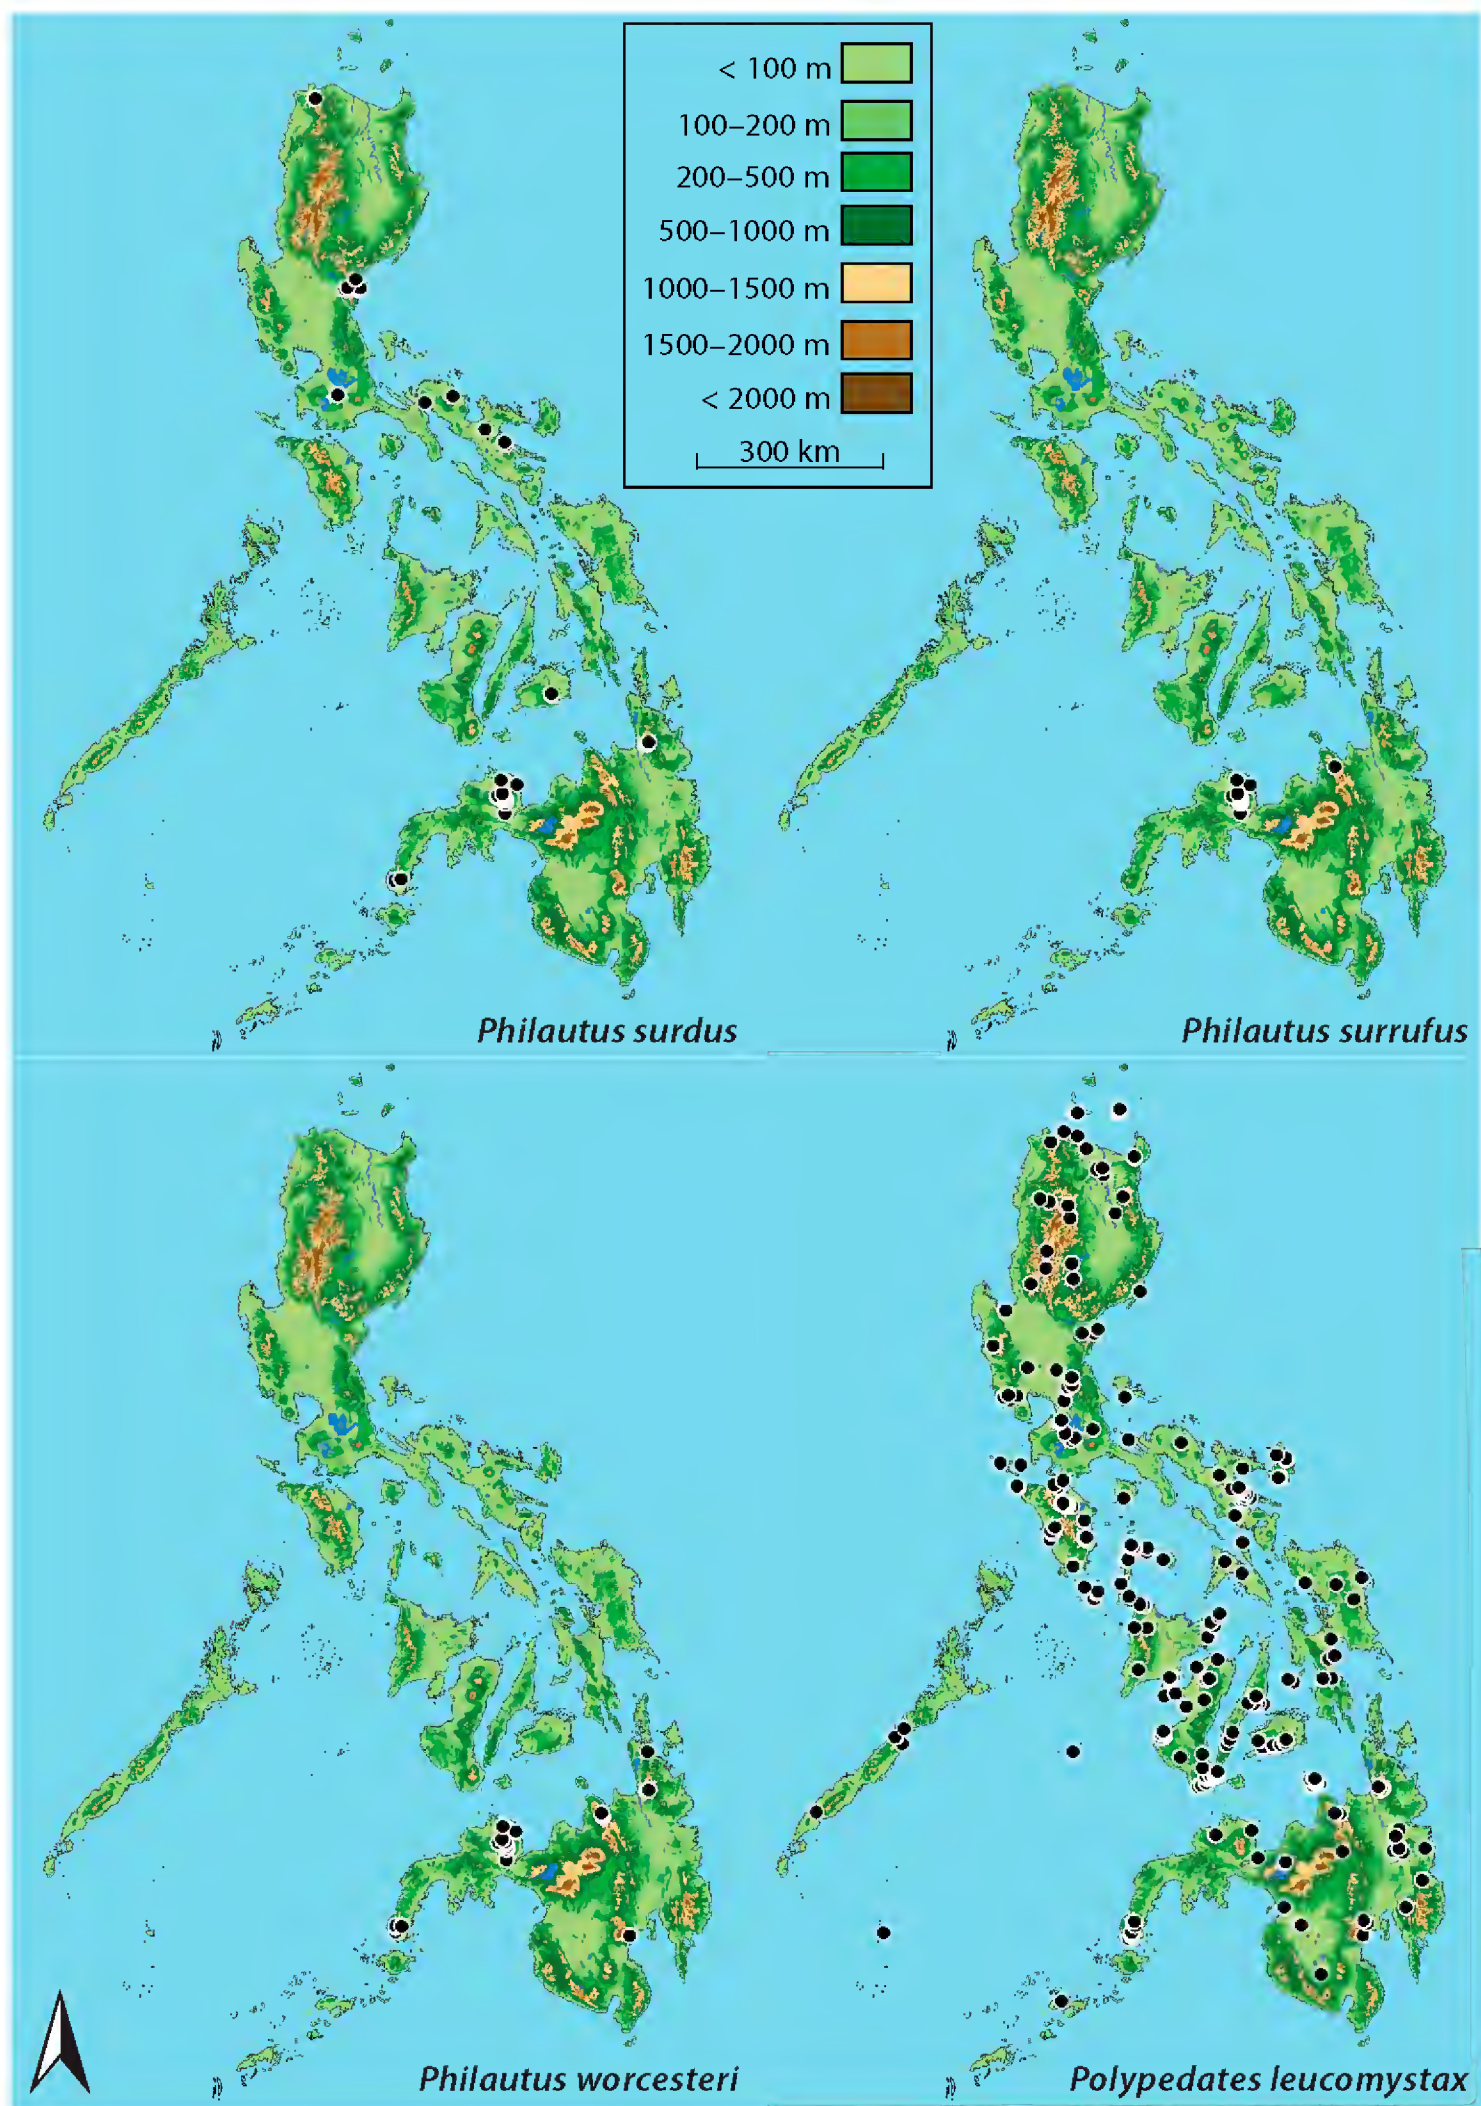 < 100 m
100–200 m
200–500 m
500–1000 m
1000–1500 m
1500–2000 m
< 2000 m
300 km
Philautus surdus
Philautus surrufus
Philautus worcesteri
Polypedates leucomystax